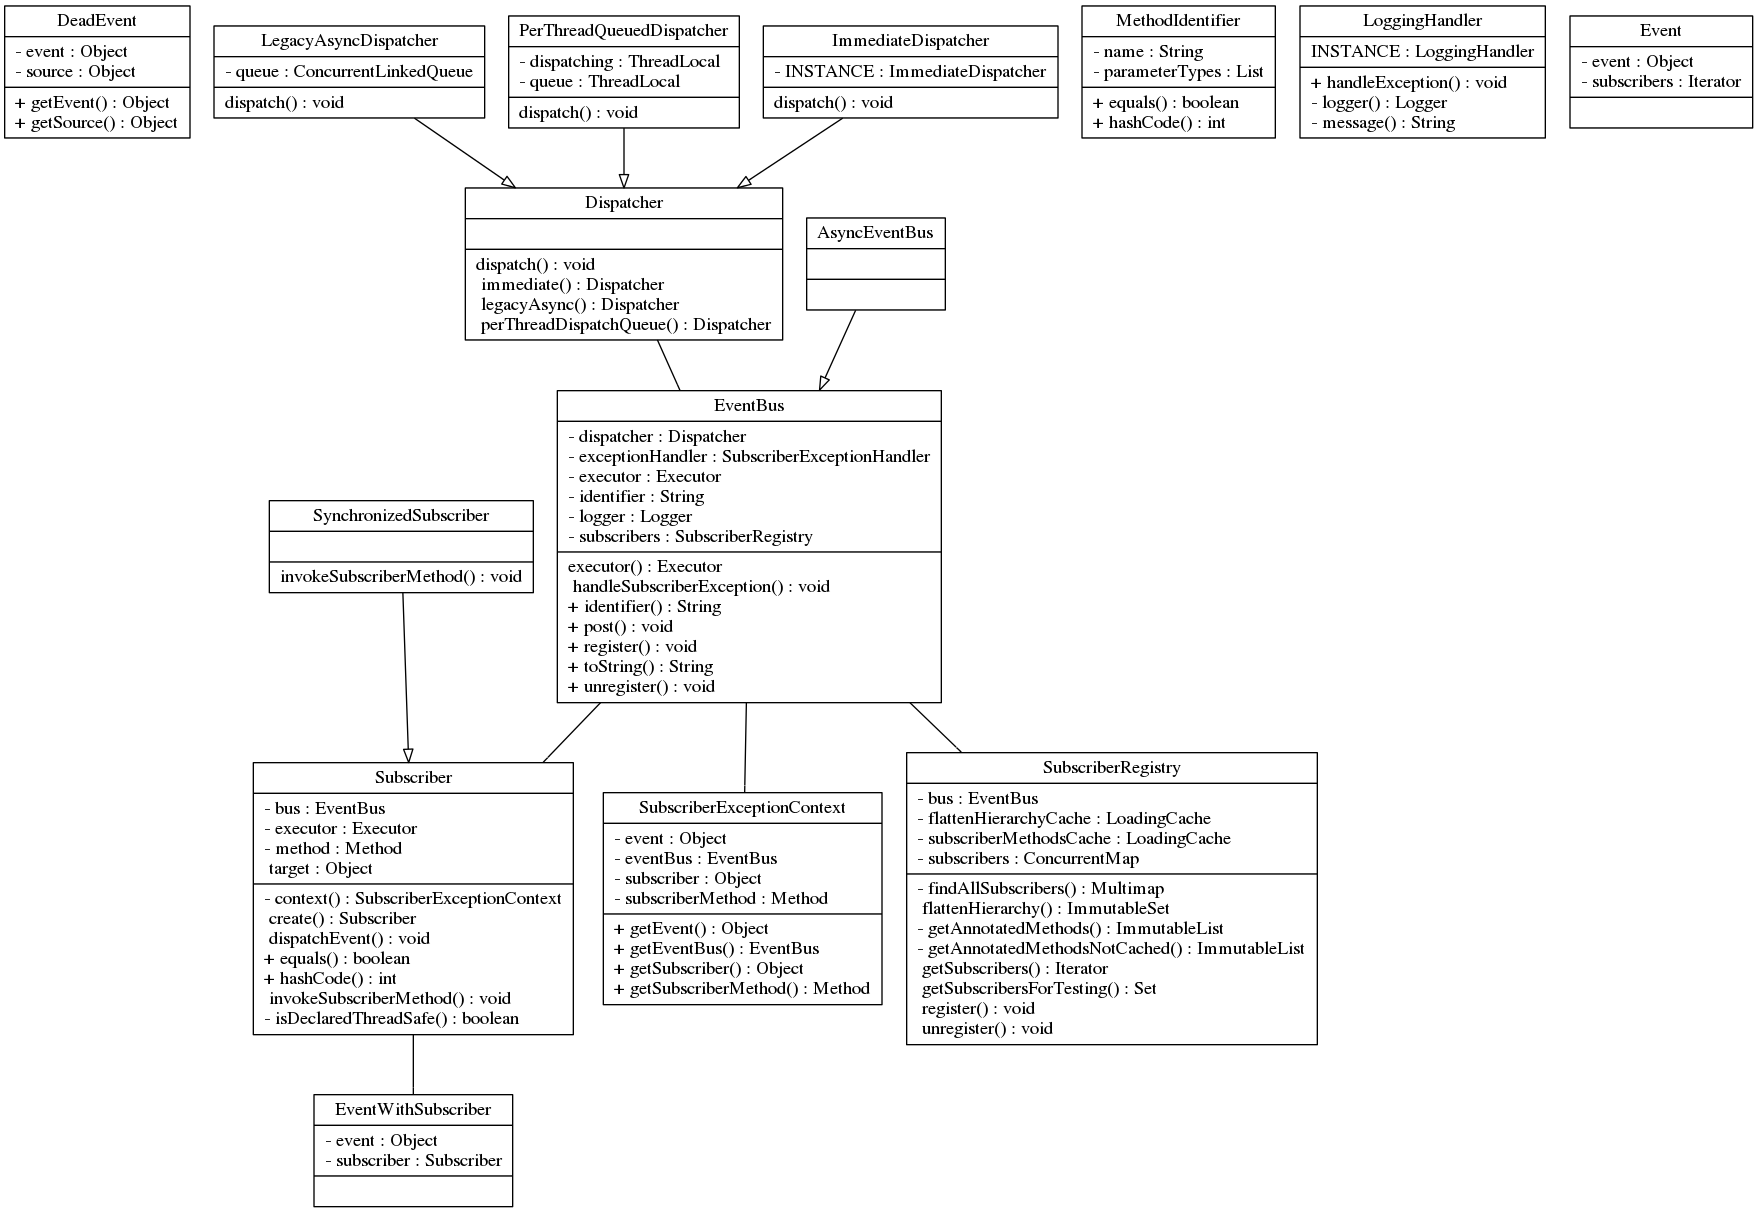 DeadEvent
- event : Object
- source : Object
+ getEvent() : Object
+ getSource() : Object
LegacyAsyncDispatcher
- queue : ConcurrentLinkedQueue
dispatch() : void
PerThreadQueuedDispatcher
- dispatching : ThreadLocal
- queue : ThreadLocal
dispatch() : void
ImmediateDispatcher
- INSTANCE : ImmediateDispatcher
dispatch() : void
MethodIdentifier
- name : String
- parameterTypes : List
+ equals() : boolean
+ hashCode() : int
LoggingHandler
INSTANCE : LoggingHandler
+ handleException() : void
- logger() : Logger
- message() : String
Event
- event : Object
- subscribers : Iterator
Dispatcher
dispatch() : void
immediate() : Dispatcher
legacyAsync() : Dispatcher
perThreadDispatchQueue() : Dispatcher
AsyncEventBus
EventBus
- dispatcher : Dispatcher
- exceptionHandler : SubscriberExceptionHandler
- executor : Executor
- identifier : String
- logger : Logger
- subscribers : SubscriberRegistry
executor() : Executor
handleSubscriberException() : void
+ identifier() : String
+ post() : void
+ register() : void
+ toString() : String
+ unregister() : void
SynchronizedSubscriber
invokeSubscriberMethod() : void
Subscriber
- bus : EventBus
- executor : Executor
- method : Method
target : Object
- context() : SubscriberExceptionContext
create() : Subscriber
dispatchEvent() : void
+ equals() : boolean
+ hashCode() : int
invokeSubscriberMethod() : void
- isDeclaredThreadSafe() : boolean
SubscriberExceptionContext
- event : Object
- eventBus : EventBus
- subscriber : Object
- subscriberMethod : Method
+ getEvent() : Object
+ getEventBus() : EventBus
+ getSubscriber() : Object
+ getSubscriberMethod() : Method
SubscriberRegistry
- bus : EventBus
- flattenHierarchyCache : LoadingCache
- subscriberMethodsCache : LoadingCache
- subscribers : ConcurrentMap
- findAllSubscribers() : Multimap
flattenHierarchy() : ImmutableSet
- getAnnotatedMethods() : ImmutableList
- getAnnotatedMethodsNotCached() : ImmutableList
getSubscribers() : Iterator
getSubscribersForTesting() : Set
register() : void
unregister() : void
EventWithSubscriber
- event : Object
- subscriber : Subscriber